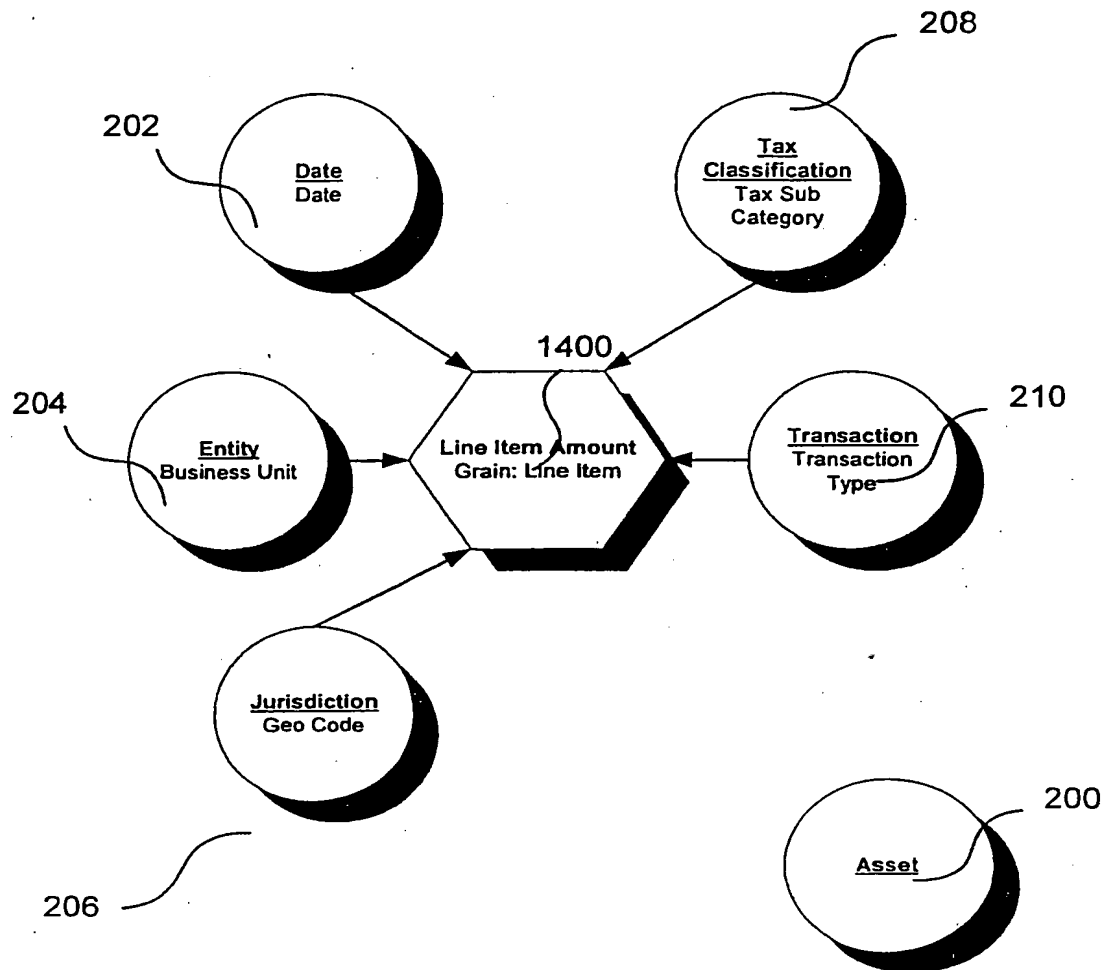 208
202
Date
Date
Tax
Classification
Tax Sub
Category
1400
204
Entity
Business Unit
Line Item Amount
Grain: Line Item
210
Transaction
Transaction
Type
Jurisdiction
Geo Code
206
200
Asset